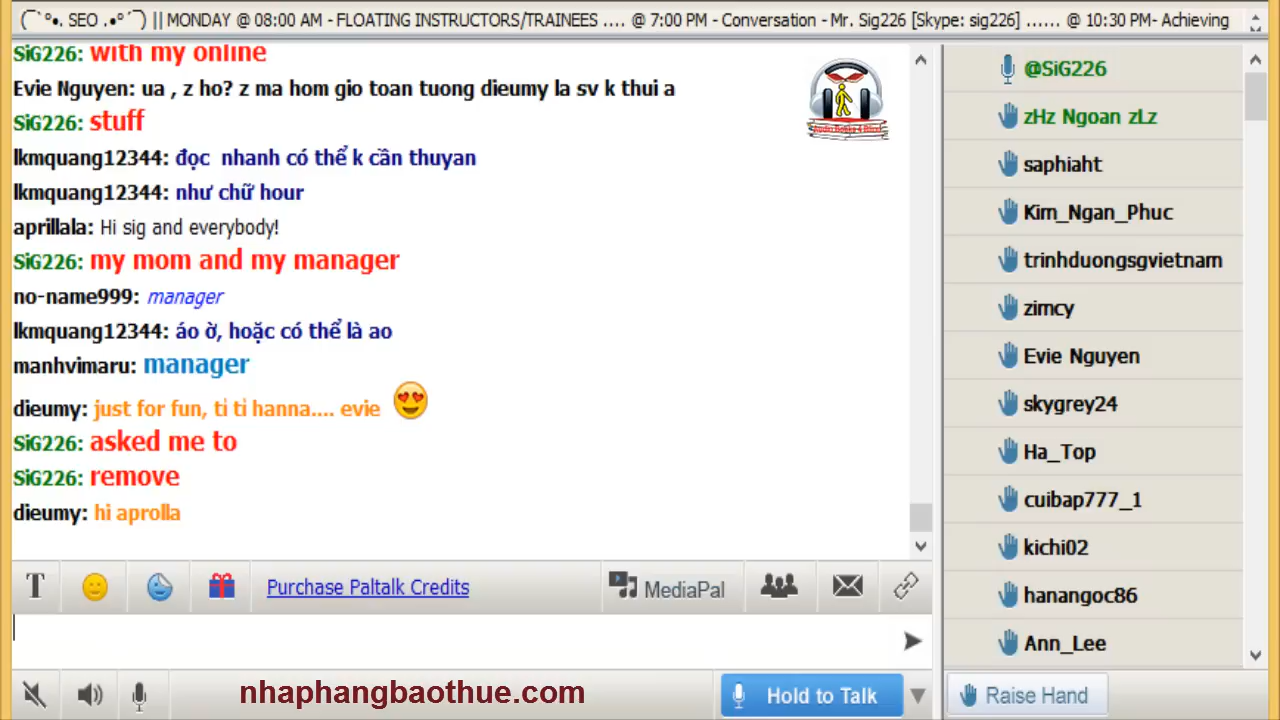 (¯`°•. SEO .•°´¯) || MONDAY @ 08:00 AM - FLOATING INSTRUCTORS/TRAINEES .... @ 7:00 PM - Conversation - Mr. Sig226 [Skype: sig226] ...... @ 10:30 PM- Achieving
SiG226: with my online
Evie Nguyen: ua , z ho? z ma hom gio toan tuong dieumy la sv k thui a
SiG226: stuff
lkmquang12344: đọc nhanh có thể k cần thuyan
lkmquang12344: như chữ hour
aprillala: Hi sig and everybody!
SiG226: my mom and my manager
no-name999: manager
lkmquang12344: áo ờ, hoặc có thể là ao
manhvimaru: manager
dieumy: just for fun, tỉ tỉ hanna.... evie
SiG226: asked me to
SiG226: remove
dieumy: hi aprolla
T
Purchase Paltalk Credits
MediaPal
nhaphangbaothue.com
Hold to Talk
@SiG226
zHz Ngoan zLz
saphiaht
Kim_Ngan_Phuc
trinhduongsgvietnam
zimcy
Evie Nguyen
skygrey24
Ha_Top
cuibap777_1
kichi02
hanangoc86
Ann_Lee
Raise Hand